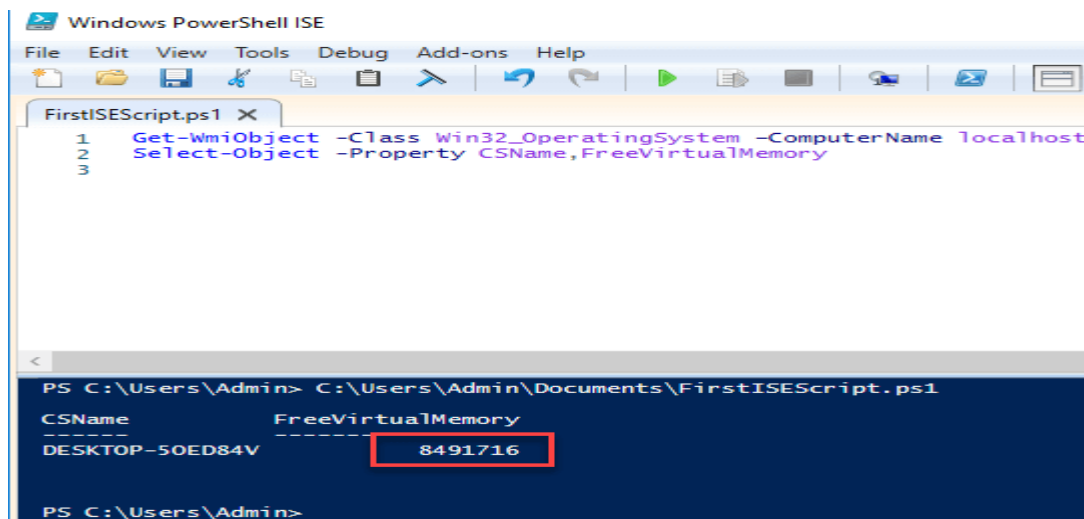 Windows PowerShell ISE
File Edit View Tools Debug Add-ons Help
FirstISEScript.ps1 X
1 Get-WmiObject -Class Win32_OperatingSystem -ComputerName localhost
2 Select-Object -Property CSName,FreeVirtualMemory
3
PS C:\Users\Admin> C:\Users\Admin\Documents\FirstISEScript.ps1
CSName FreeVirtualMemory
------ -----------------
DESKTOP-5OED84V 8491716
PS C:\Users\Admin>